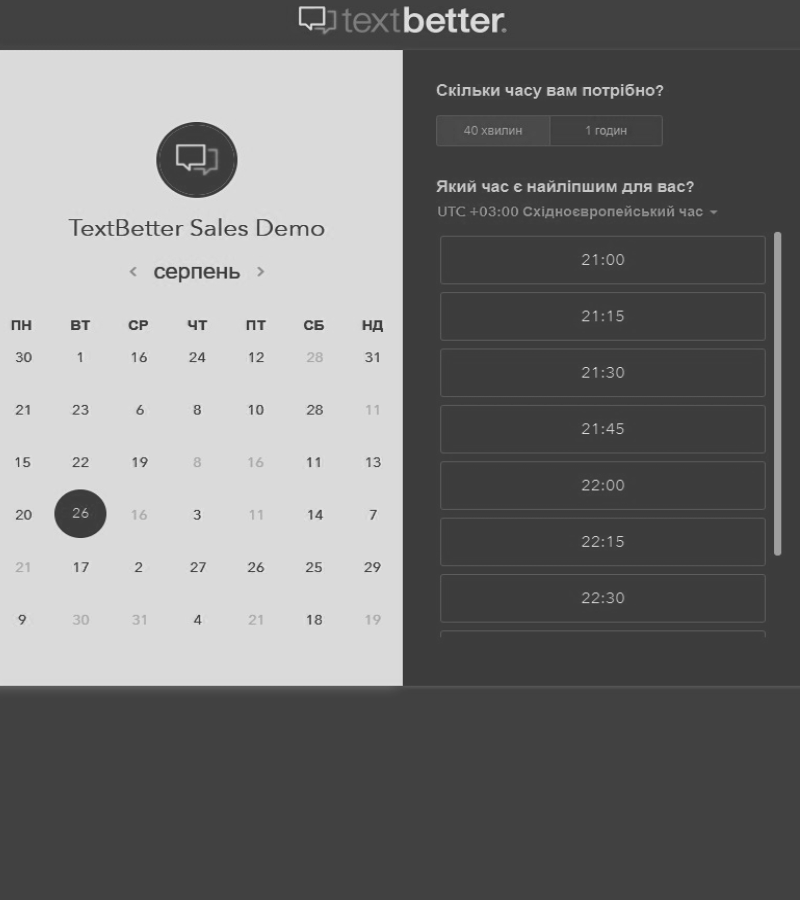 textbetter.
TextBetter Sales Demo
< серпень >
ПН ВТ СР ЧТ ПТ СБ НД
30 1 16 24 12 28 31
21 23 6 8 10 28 11
15 22 19 8 16 11 13
20 26 16 3 11 14 7
21 17 2 27 26 25 29
9 30 31 4 21 18 19
Скільки часу вам потрібно?
40 хвилин 1 годин
Який час є найліпшим для вас?
UTC +03:00 Східноєвропейський час
21:00
21:15
21:30
21:45
22:00
22:15
22:30